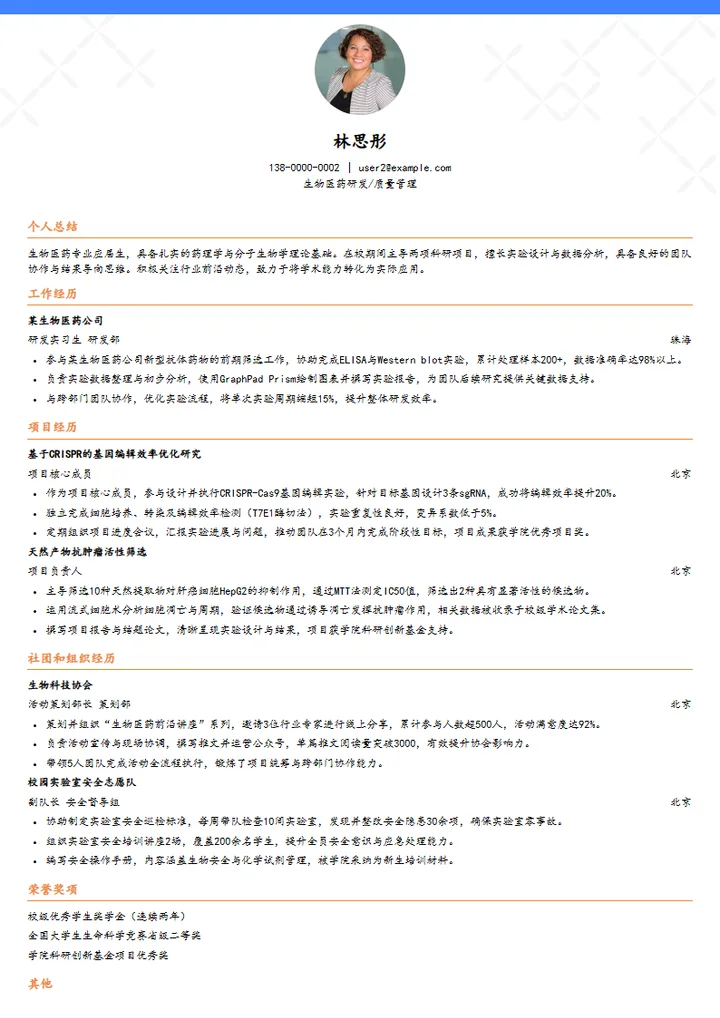 林思彤
138-0000-0002 | user2@example.com
生物医药研发/质量管理
个人总结
生物医药专业应届生，具备扎实的药理学与分子生物学理论基础。在校期间主导两项科研项目，擅长实验设计与数据分析，具备良好的团队
协作与结果导向思维。积极关注行业前沿动态，致力于将学术能力转化为实际应用。
工作经历
某生物医药公司
研发实习生 研发部 珠海
• 参与某生物医药公司新型抗体药物的前期筛选工作，协助完成ELISA与Western blot实验，累计处理样本200+，数据准确率达98%以上。
• 负责实验数据整理与初步分析，使用GraphPad Prism绘制图表并撰写实验报告，为团队后续研究提供关键数据支持。
• 与跨部门团队协作，优化实验流程，将单次实验周期缩短15%，提升整体研发效率。
项目经历
基于CRISPR的基因编辑效率优化研究
项目核心成员 北京
• 作为项目核心成员，参与设计并执行CRISPR-Cas9基因编辑实验，针对目标基因设计3条sgRNA，成功将编辑效率提升20%。
• 独立完成细胞培养、转染及编辑效率检测（T7E1酶切法），实验重复性良好，变异系数低于5%。
• 定期组织项目进度会议，汇报实验进展与问题，推动团队在3个月内完成阶段性目标，项目成果获学院优秀项目奖。
天然产物抗肿瘤活性筛选
项目负责人 北京
• 主导筛选10种天然提取物对肝癌细胞HepG2的抑制作用，通过MTT法测定IC50值，筛选出2种具有显著活性的候选物。
• 运用流式细胞术分析细胞凋亡与周期，验证候选物通过诱导凋亡发挥抗肿瘤作用，相关数据被收录于校级学术论文集。
• 撰写项目报告与结题论文，清晰呈现实验设计与结果，项目获学院科研创新基金支持。
社团和组织经历
生物科技协会
活动策划部长 策划部 北京
• 策划并组织“生物医药前沿讲座”系列，邀请3位行业专家进行线上分享，累计参与人数超500人，活动满意度达92%。
• 负责活动宣传与现场协调，撰写推文并运营公众号，单篇推文阅读量突破3000，有效提升协会影响力。
• 带领5人团队完成活动全流程执行，锻炼了项目统筹与跨部门协作能力。
校园实验室安全志愿队
副队长 安全督导组 北京
• 协助制定实验室安全巡检标准，每周带队检查10间实验室，发现并整改安全隐患30余项，确保实验室零事故。
• 组织实验室安全培训讲座2场，覆盖200余名学生，提升全员安全意识与应急处理能力。
• 编写安全操作手册，内容涵盖生物安全与化学试剂管理，被学院采纳为新生培训材料。
荣誉奖项
校级优秀学生奖学金（连续两年）
全国大学生生命科学竞赛省级二等奖
学院科研创新基金项目优秀奖
其他